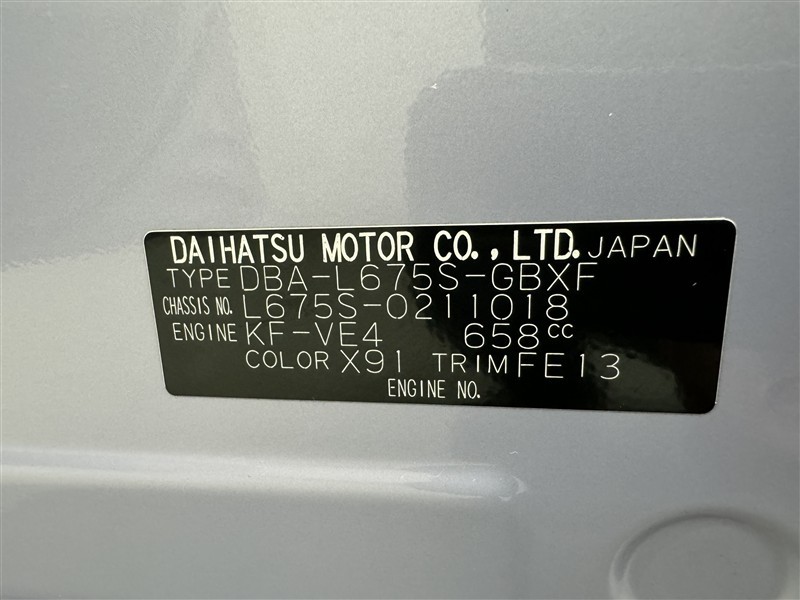 DAIHATSU MOTOR CO., LTD. JAPAN
TYPE DBA-L675S-GBXF
CHASSIS NO. L675S-0211018
ENGINE KF-VE4 658cc
COLOR X91 TRIM FE13
ENGINE NO.